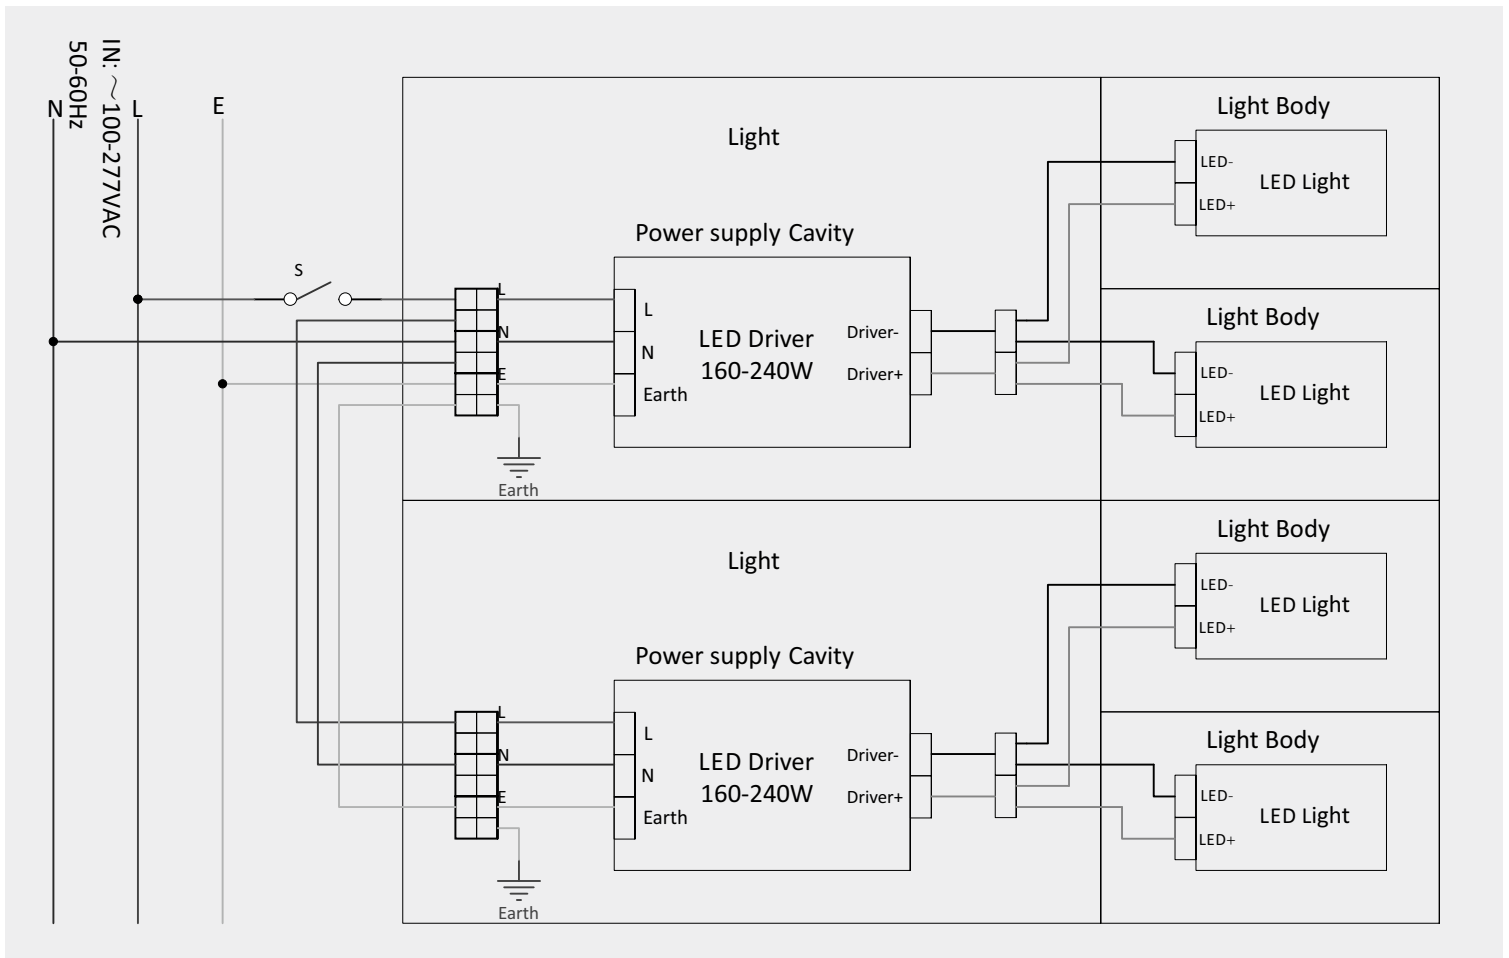 IN: ～100-277VAC
50-60Hz
N
L
E
S
Light
Power supply Cavity
L
N
E
L
N
Earth
LED Driver
160-240W
Driver-
Driver+
Earth
Light Body
LED-
LED+
LED Light
Light Body
LED-
LED+
LED Light
Light
Power supply Cavity
L
N
E
L
N
Earth
LED Driver
160-240W
Driver-
Driver+
Earth
Light Body
LED-
LED+
LED Light
Light Body
LED-
LED+
LED Light